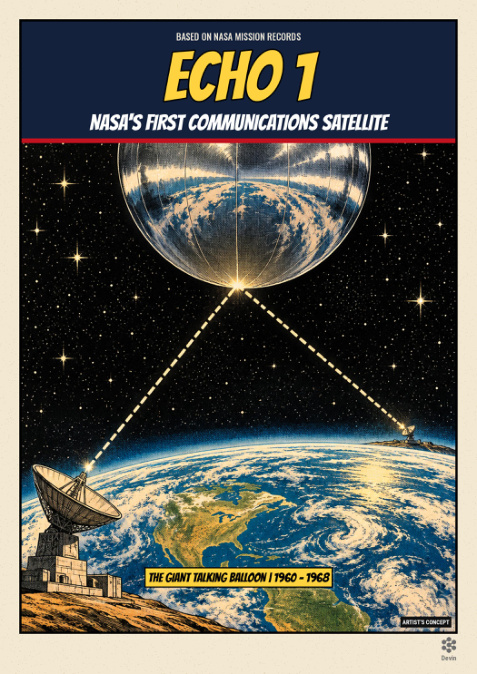 BASED ON NASA MISSION RECORDS
ECHO 1
NASA'S FIRST COMMUNICATIONS SATELLITE
THE GIANT TALKING BALLOON | 1960 - 1968
ARTIST'S CONCEPT
Devin